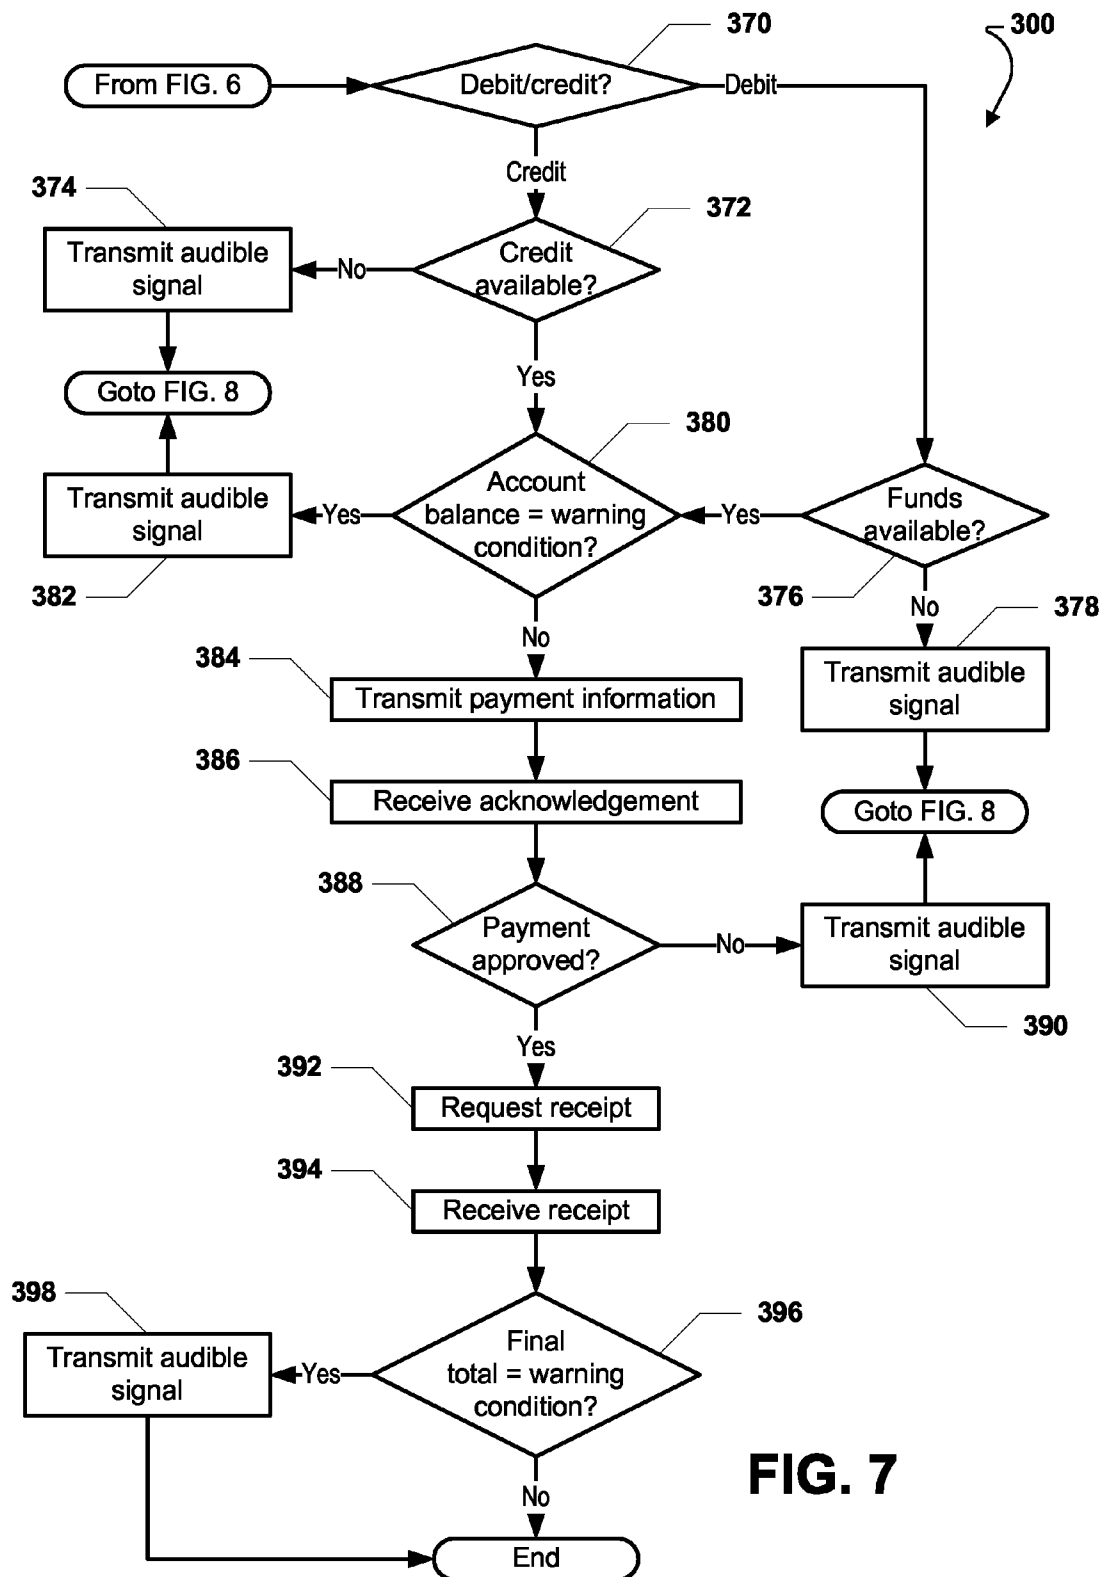 370
300
From FIG. 6
Debit/credit?
Debit
Credit
374
372
Transmit audible
signal
No
Credit
available?
Goto FIG. 8
Yes
380
Transmit audible
signal
Yes
Account
balance = warning
condition?
Yes
Funds
available?
382
376
No
378
No
384
Transmit payment information
Transmit audible
signal
386
Receive acknowledgement
Goto FIG. 8
388
Payment
approved?
No
Transmit audible
signal
390
Yes
392
Request receipt
394
Receive receipt
398
396
Transmit audible
signal
Yes
Final
total = warning
condition?
No
FIG. 7
End